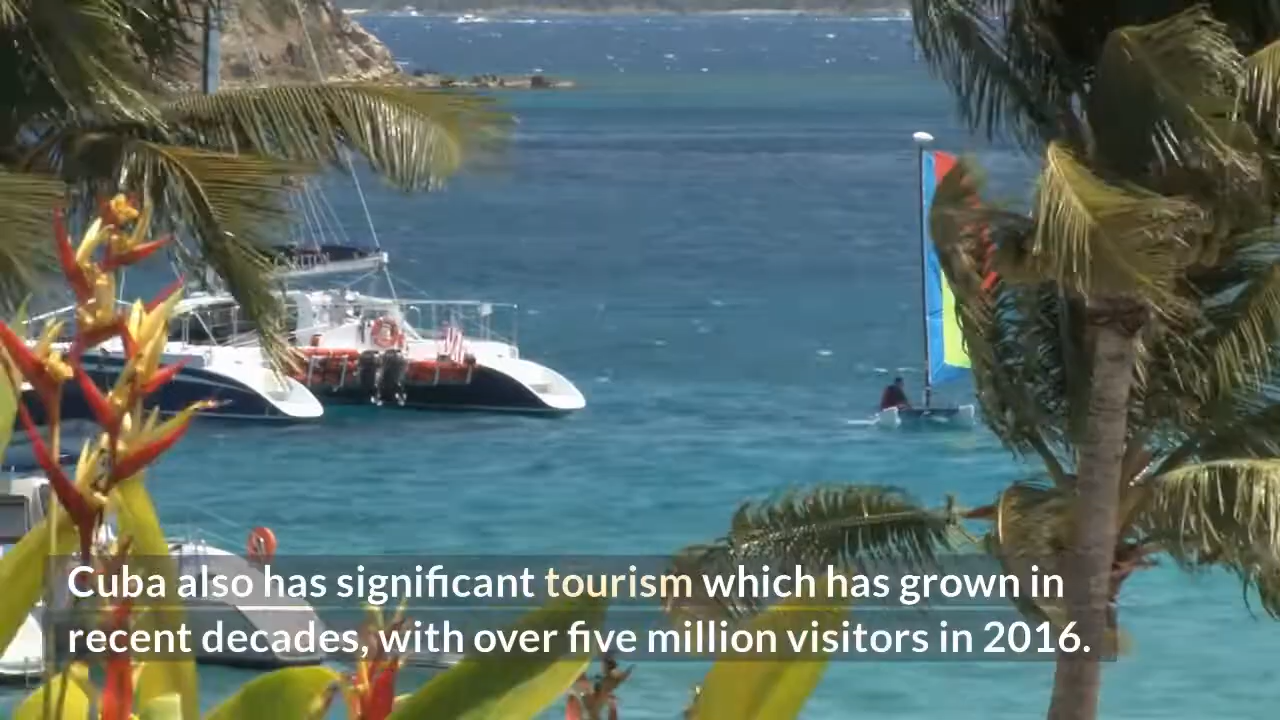 Cuba also has significant tourism which has grown in
recent decades, with over five million visitors in 2016.